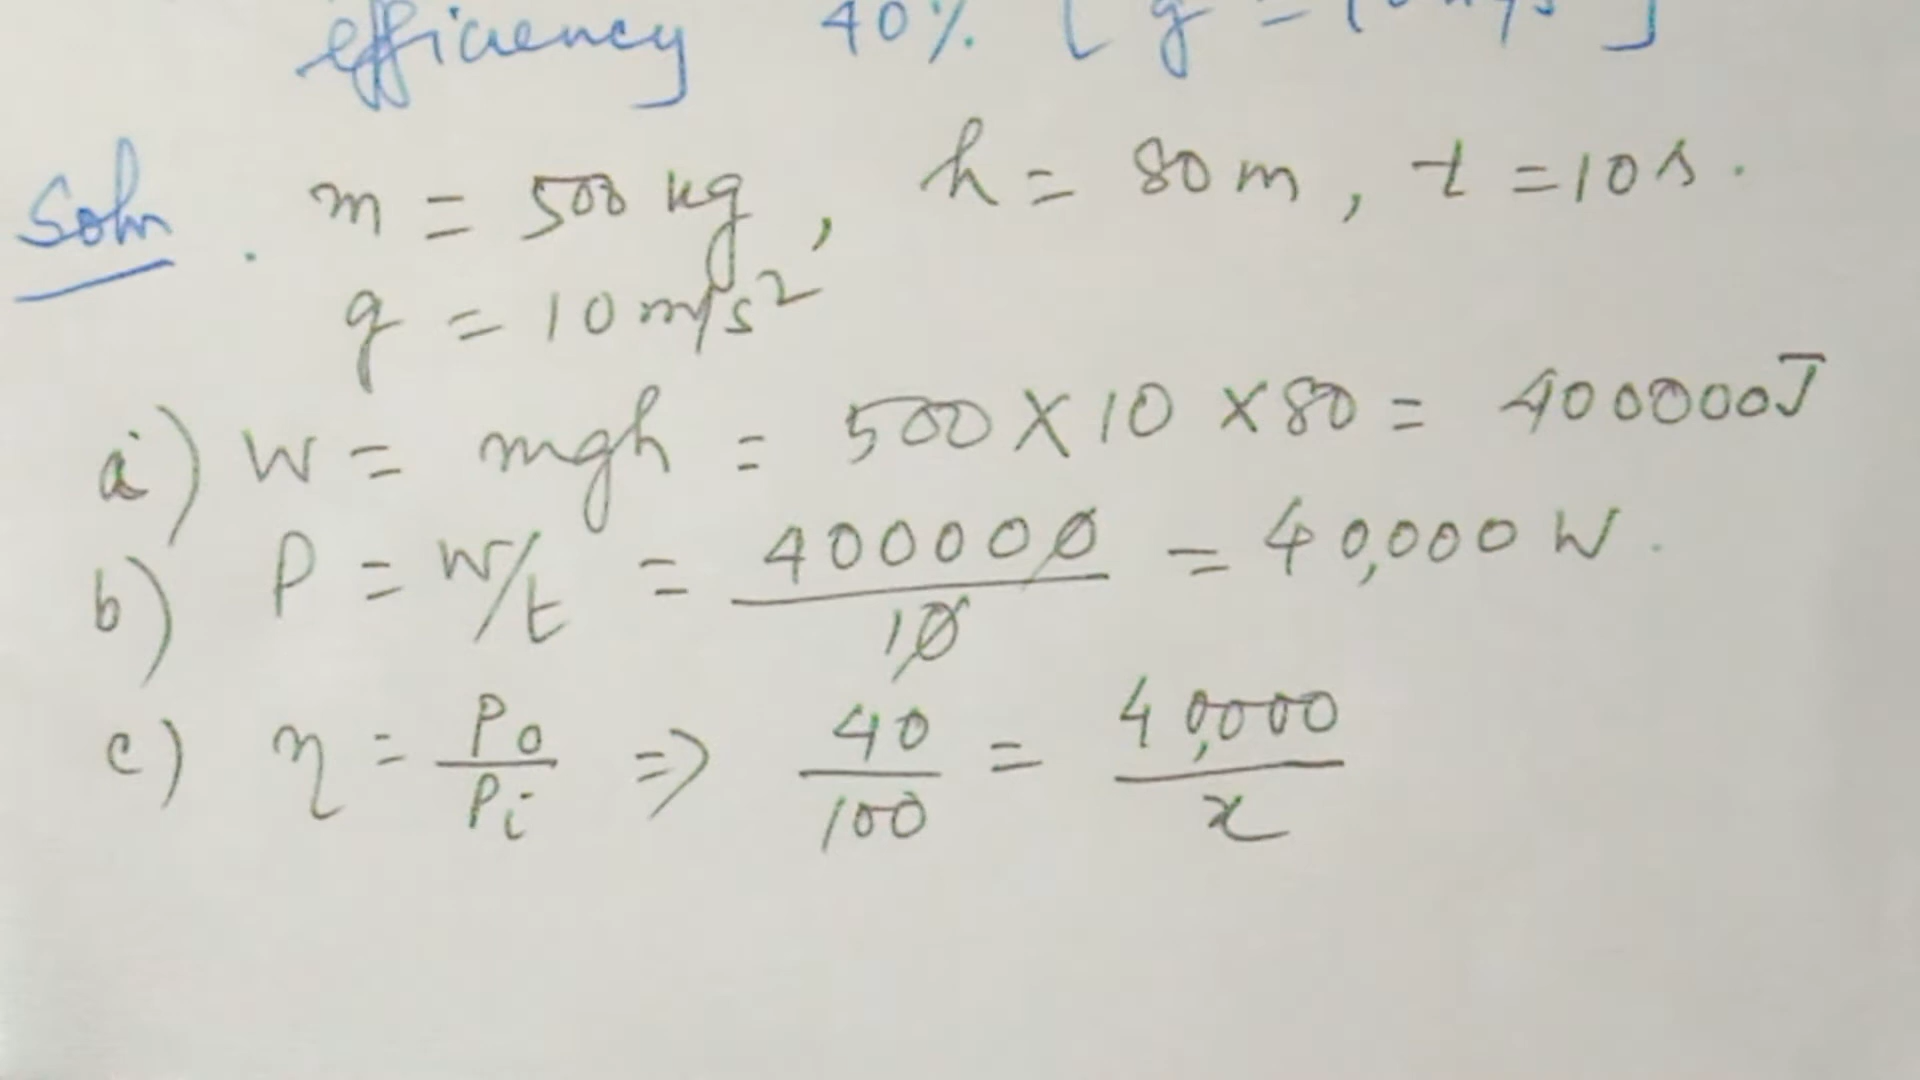 efficiency 40%. [g =
Soln. m = 500 kg, h = 80 m, t = 10 s.
g = 10 m/s²
a) W = mgh = 500 X 10 X 80 = 400000J
b) P = W/t = 400000/10 = 40,000 W.
c) η = Po/Pi => 40/100 = 40,000/x